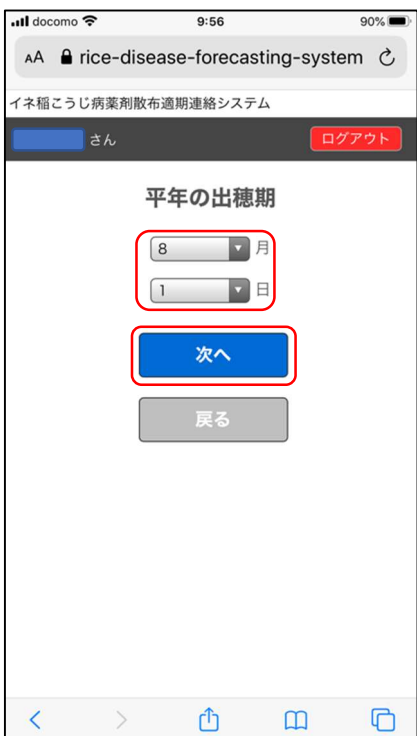 docomo 9:56 90%
AA rice-disease-forecasting-system
イネ稲こうじ病薬剤散布適期連絡システム
さん ログアウト
平年の出穂期
8 月
1 日
次へ
戻る